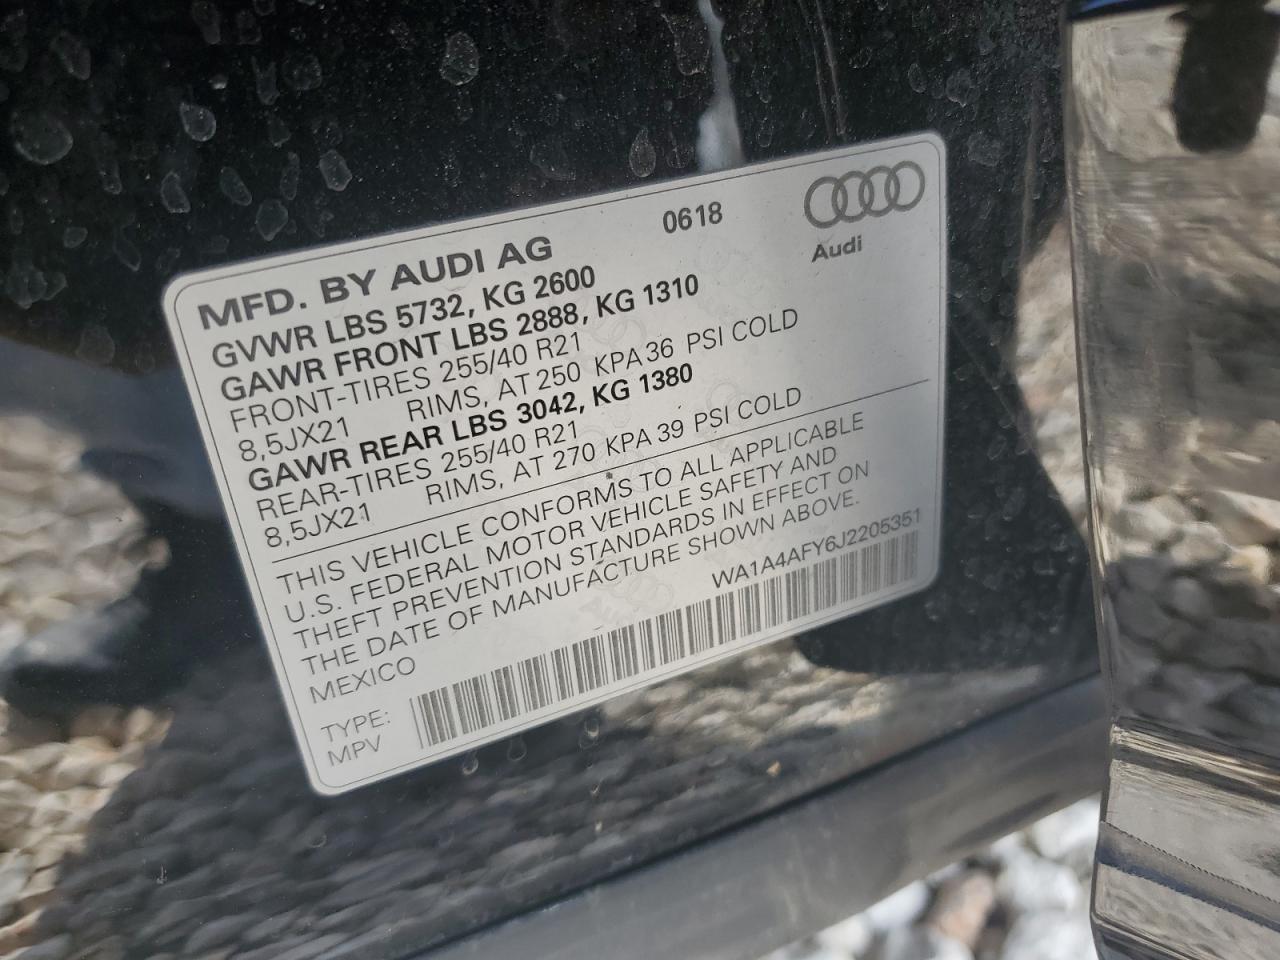 0618
Audi
MFD. BY AUDI AG
GVWR LBS 5732, KG 2600
GAWR FRONT LBS 2888, KG 1310
FRONT-TIRES 255/40 R21
8,5JX21 RIMS, AT 250 KPA 36 PSI COLD
GAWR REAR LBS 3042, KG 1380
REAR-TIRES 255/40 R21
8,5JX21 RIMS, AT 270 KPA 39 PSI COLD
THIS VEHICLE CONFORMS TO ALL APPLICABLE
U.S. FEDERAL MOTOR VEHICLE SAFETY AND
THEFT PREVENTION STANDARDS IN EFFECT ON
THE DATE OF MANUFACTURE SHOWN ABOVE.
MEXICO
WA1A4AFY6J2205351
TYPE:
MPV